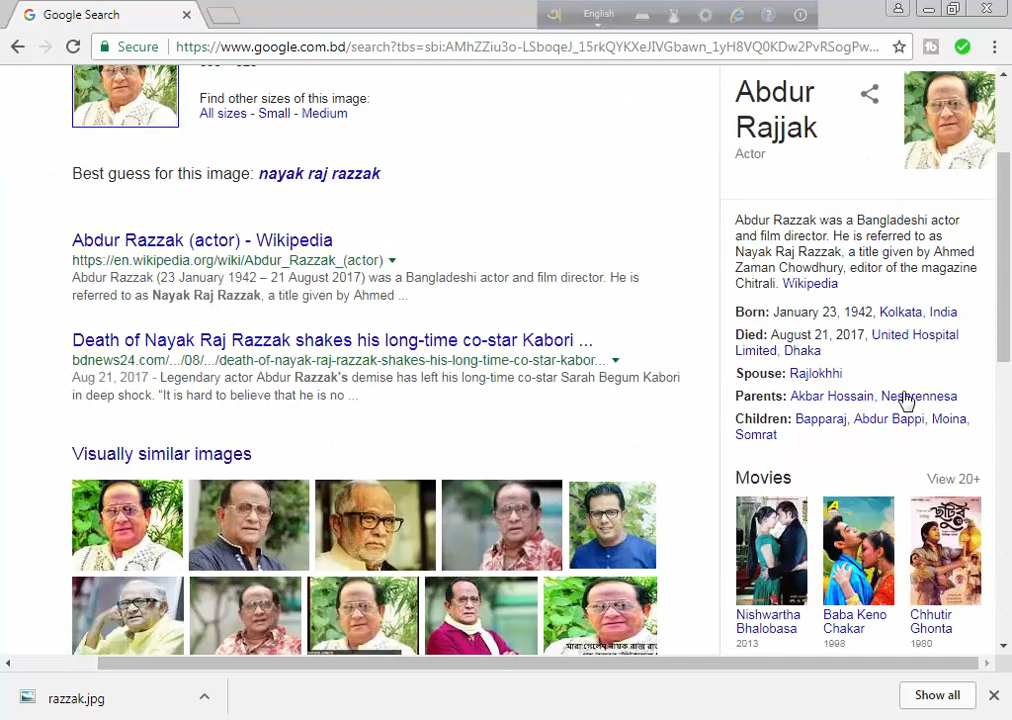 Google Search
English
Secure
https://www.google.com.bd/search?tbs=sbi:AMhZZiu3o-LSboqeJ_15rkQYKXeJIVGbawn_1yH8VQ0KDw2PvRSogPw...
Find other sizes of this image:
All sizes - Small - Medium
Best guess for this image: nayak raj razzak
Abdur Razzak (actor) - Wikipedia
https://en.wikipedia.org/wiki/Abdur_Razzak_(actor)
Abdur Razzak (23 January 1942 – 21 August 2017) was a Bangladeshi actor and film director. He is
referred to as Nayak Raj Razzak, a title given by Ahmed ...
Death of Nayak Raj Razzak shakes his long-time co-star Kabori ...
bdnews24.com/.../08/.../death-of-nayak-raj-razzak-shakes-his-long-time-co-star-kabor...
Aug 21, 2017 - Legendary actor Abdur Razzak's demise has left his long-time co-star Sarah Begum Kabori
in deep shock. "It is hard to believe that he is no ...
Visually similar images
Abdur
Rajjak
Actor
Abdur Razzak was a Bangladeshi actor
and film director. He is referred to as
Nayak Raj Razzak, a title given by Ahmed
Zaman Chowdhury, editor of the magazine
Chitrali. Wikipedia
Born: January 23, 1942, Kolkata, India
Died: August 21, 2017, United Hospital
Limited, Dhaka
Spouse: Rajlokhhi
Parents: Akbar Hossain, Nesarennesa
Children: Bapparaj, Abdur Bappi, Moina,
Somrat
Movies
View 20+
ছুটির
Nishwartha
Bhalobasa
2013
Baba Keno
Chakar
1998
Chhutir
Ghonta
1980
razzak.jpg
Show all